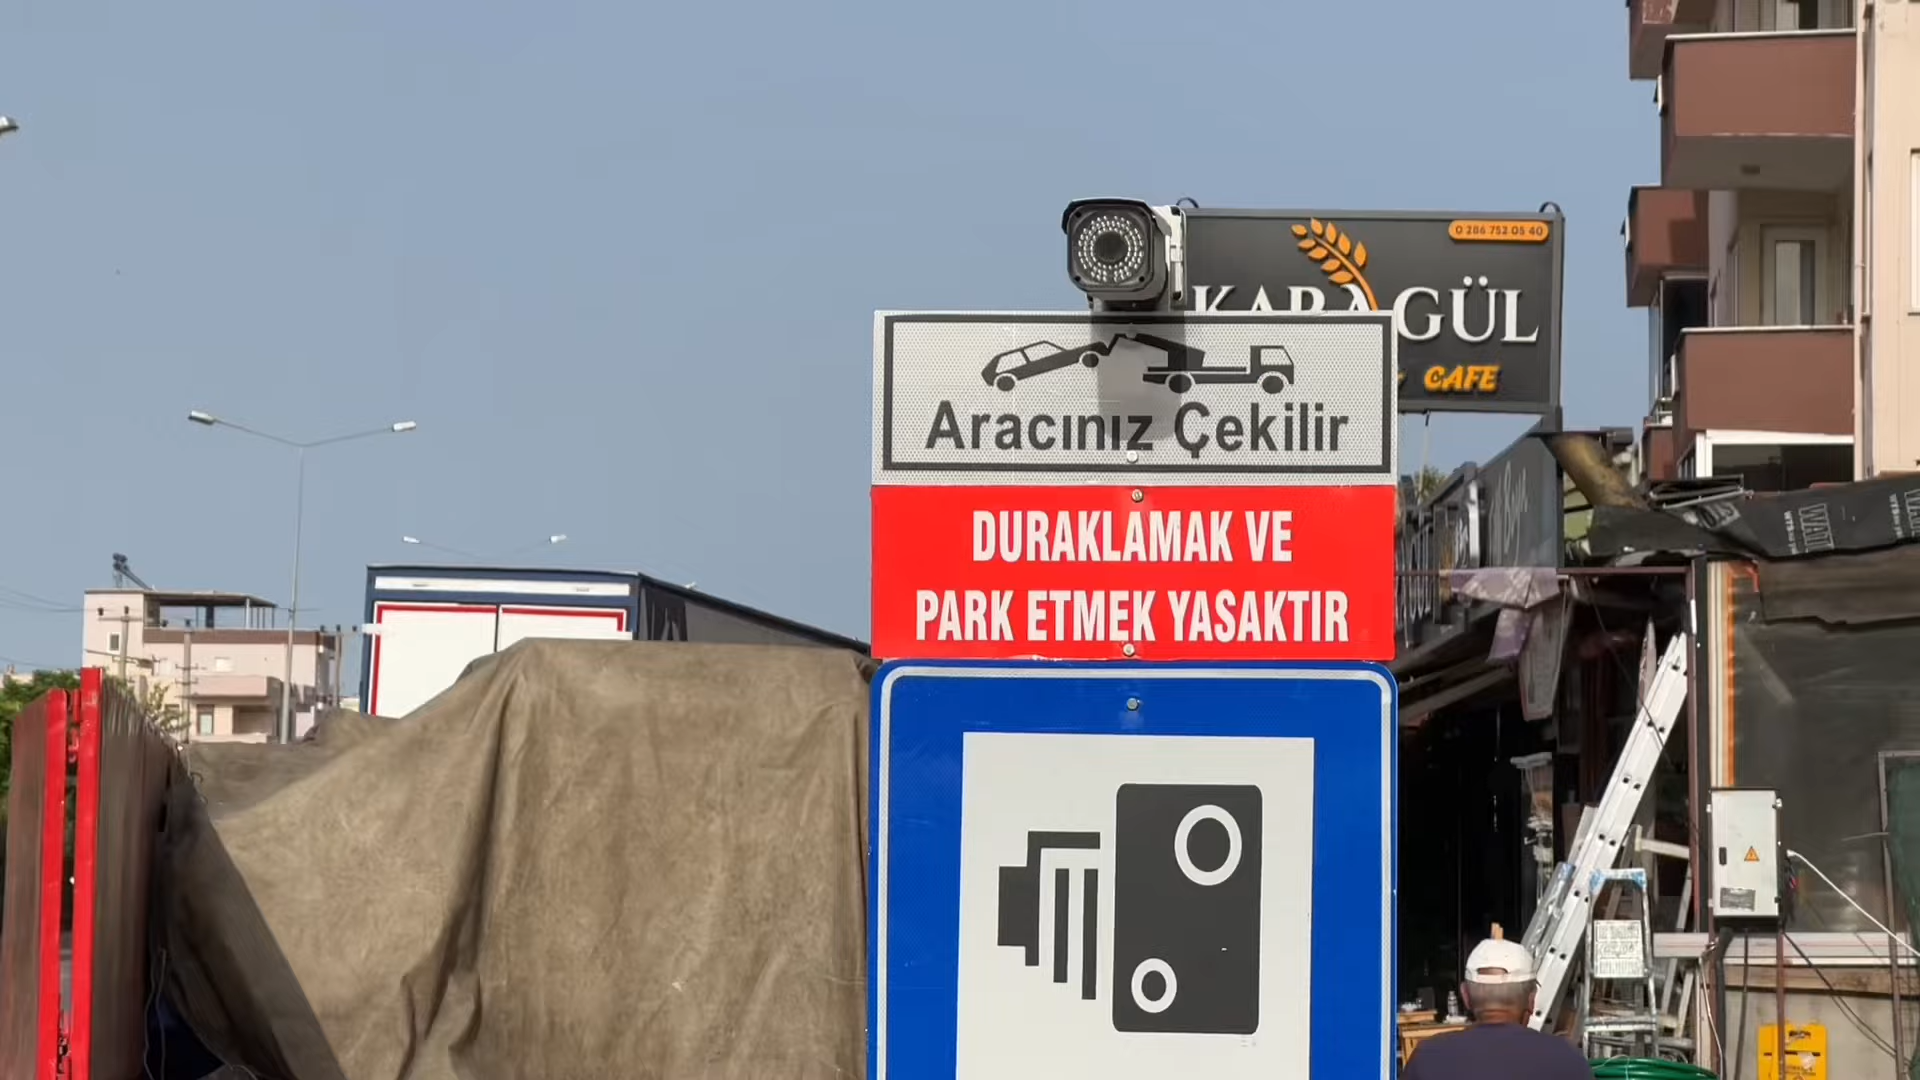 0 286 752 05 40
KARAGÜL
CAFE
Aracınız Çekilir
DURAKLAMAK VE
PARK ETMEK YASAKTIR